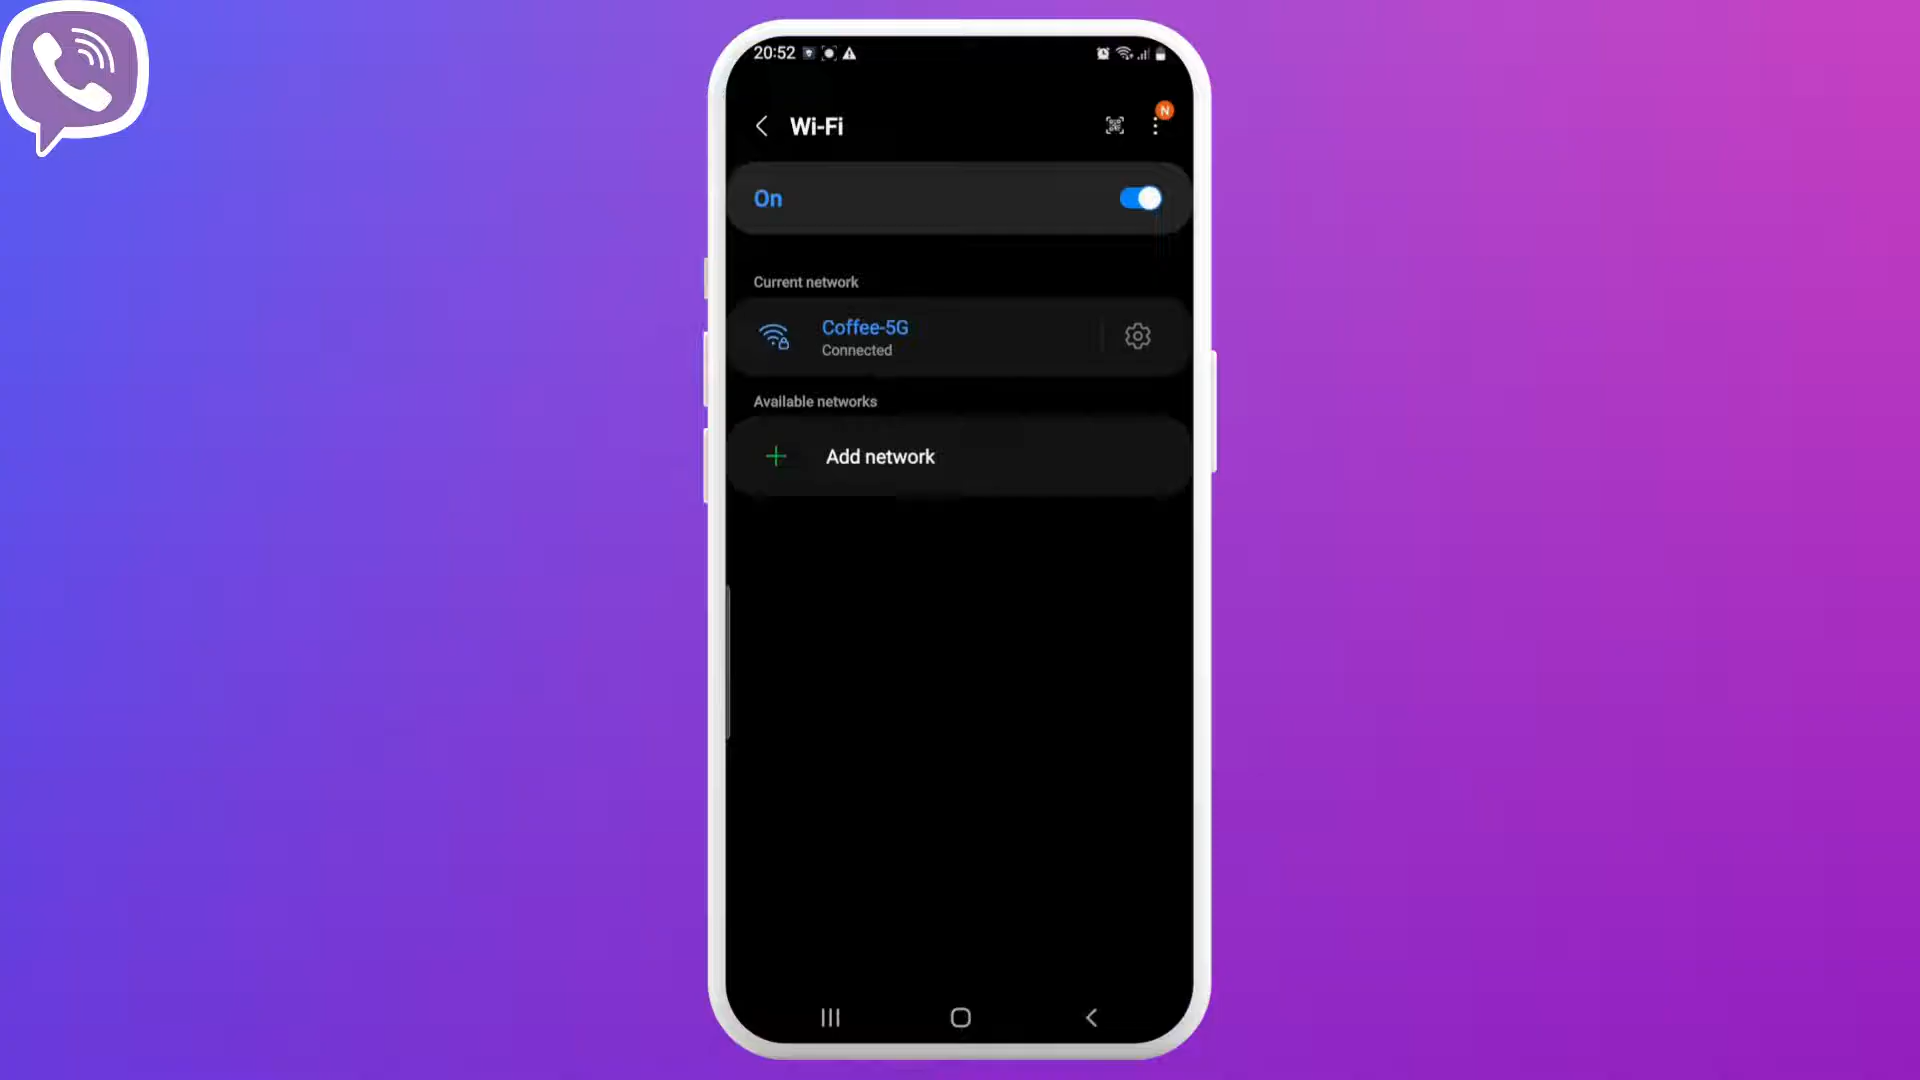 20:52
Wi-Fi
N
On
Current network
Coffee-5G
Connected
Available networks
Add network